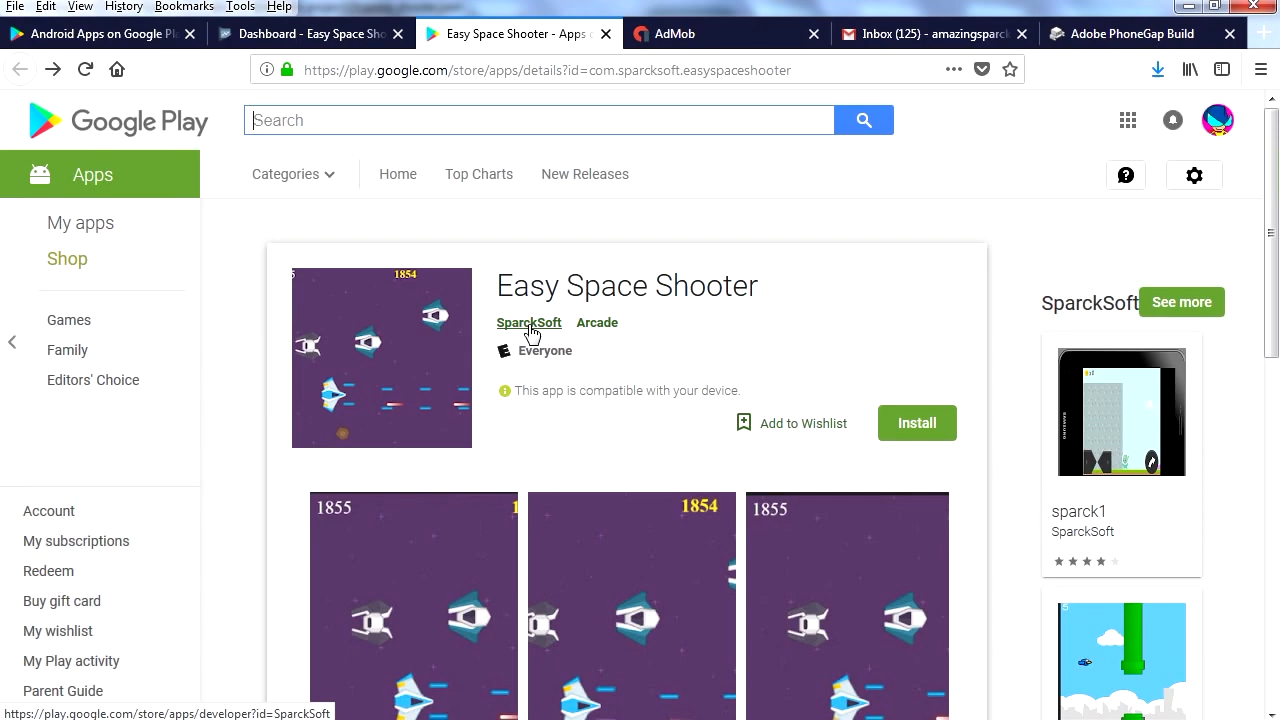 File Edit View History Bookmarks Tools Help
Android Apps on Google Pl
Dashboard - Easy Space Sho
Easy Space Shooter - Apps o
AdMob
Inbox (125) - amazingsparck
Adobe PhoneGap Build
https://play.google.com/store/apps/details?id=com.sparcksoft.easyspaceshooter
Google Play
Search
Apps
Categories
Home
Top Charts
New Releases
My apps
Shop
Games
Family
Editors' Choice
Account
My subscriptions
Redeem
Buy gift card
My wishlist
My Play activity
Parent Guide
5
1854
Easy Space Shooter
SparckSoft Arcade
E Everyone
This app is compatible with your device.
Add to Wishlist
Install
1855
1
1854
1855
SparckSoft
See more
SAMSUNG
sparck1
SparckSoft
5
https://play.google.com/store/apps/developer?id=SparckSoft